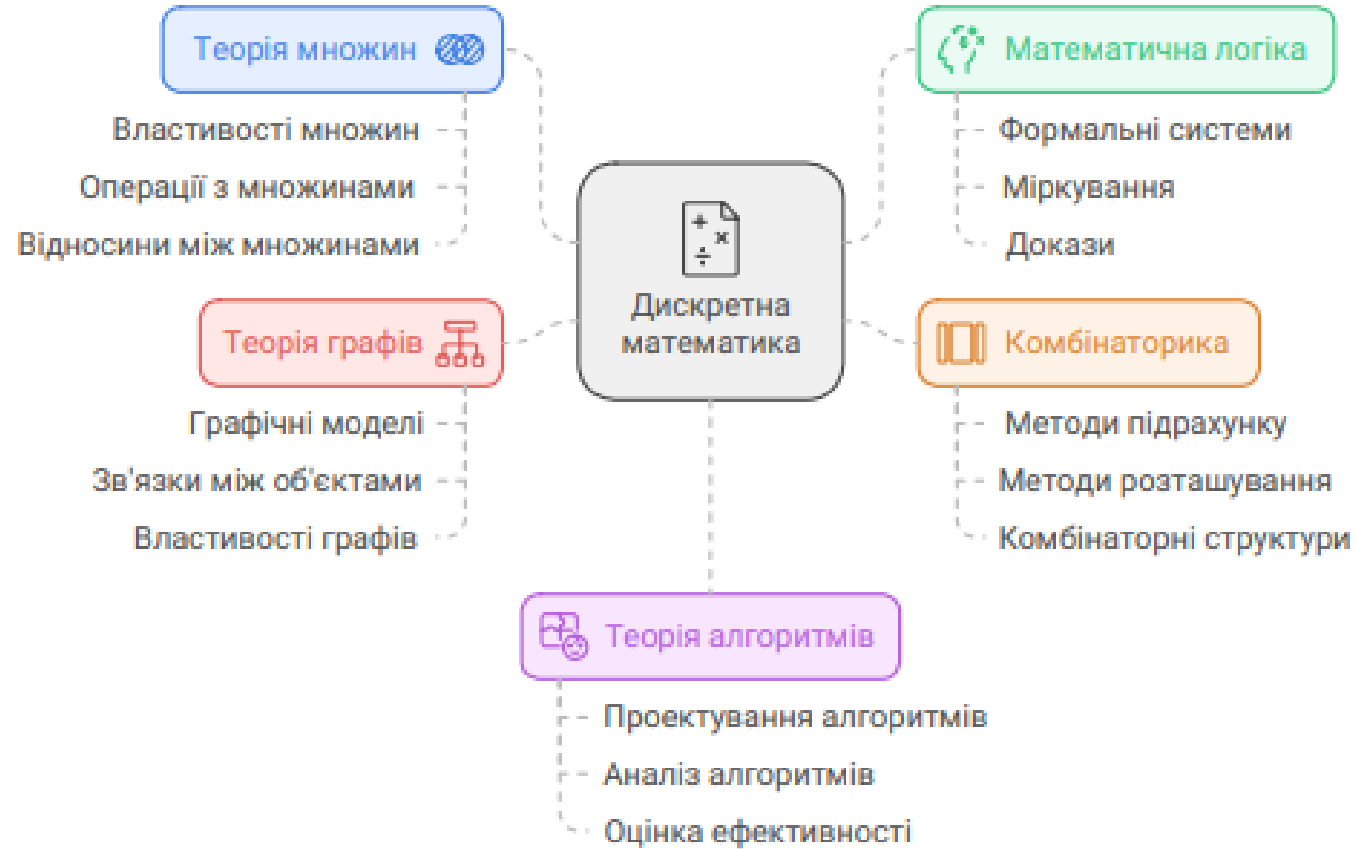 Теорія множин
Властивості множин
Операції з множинами
Відносини між множинами
Математична логіка
Формальні системи
Міркування
Докази
Дискретна
математика
Теорія графів
Графічні моделі
Зв'язки між об'єктами
Властивості графів
Комбінаторика
Методи підрахунку
Методи розташування
Комбінаторні структури
Теорія алгоритмів
Проектування алгоритмів
Аналіз алгоритмів
Оцінка ефективності